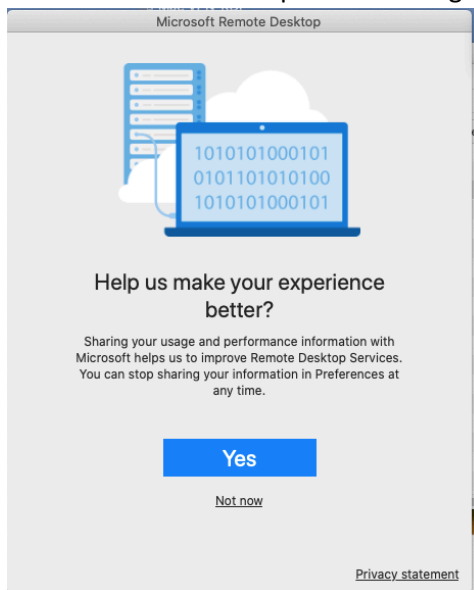 Microsoft Remote Desktop
1010101000101
0101101010100
1010101000101
Help us make your experience
better?
Sharing your usage and performance information with
Microsoft helps us to improve Remote Desktop Services.
You can stop sharing your information in Preferences at
any time.
Yes
Not now
Privacy statement